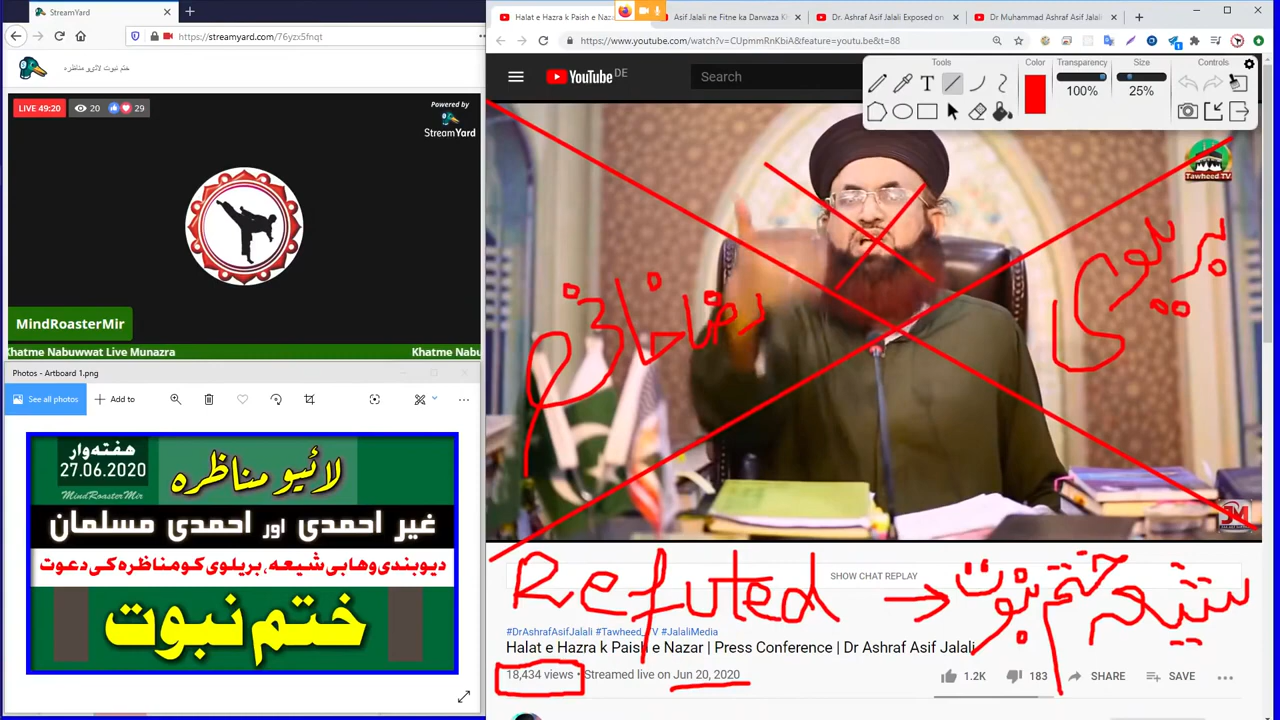 StreamYard
https://streamyard.com/76yzx5fnqt
ختم نبوت لائیو مناظرہ
LIVE 49:20
20
29
Powered by
StreamYard
MindRoasterMir
Khatme Nabuwwat Live Munazra
Khatme Nabu
Photos - Artboard 1.png
See all photos
Add to
هفته‌وار
27.06.2020
MindRoasterMir
لائیو مناظرہ
غیر احمدی اور احمدی مسلمان
دیوبندی وهابی شیعه، بریلوی کو مناظره کی دعوت
ختم نبوت
Halat e Hazra k Paish e Naza
Asif Jalali ne Fitne ka Darwaza K
Dr. Ashraf Asif Jalali Exposed on
Dr Muhammad Ashraf Asif Jalali
https://www.youtube.com/watch?v=CUpmmRnKbiA&feature=youtu.be&t=88
YouTube DE
Search
Tools
Color
Transparency
Size
Controls
100%
25%
Tawheed TV
بریلوی
رضاخانی
JM
Refuted
SHOW CHAT REPLAY
ختم نبوت
#DrAshrafAsifJalali #Tawheed_TV #JalaliMedia
Halat e Hazra k Paish e Nazar | Press Conference | Dr Ashraf Asif Jalali
18,434 views • Streamed live on Jun 20, 2020
1.2K
183
SHARE
SAVE